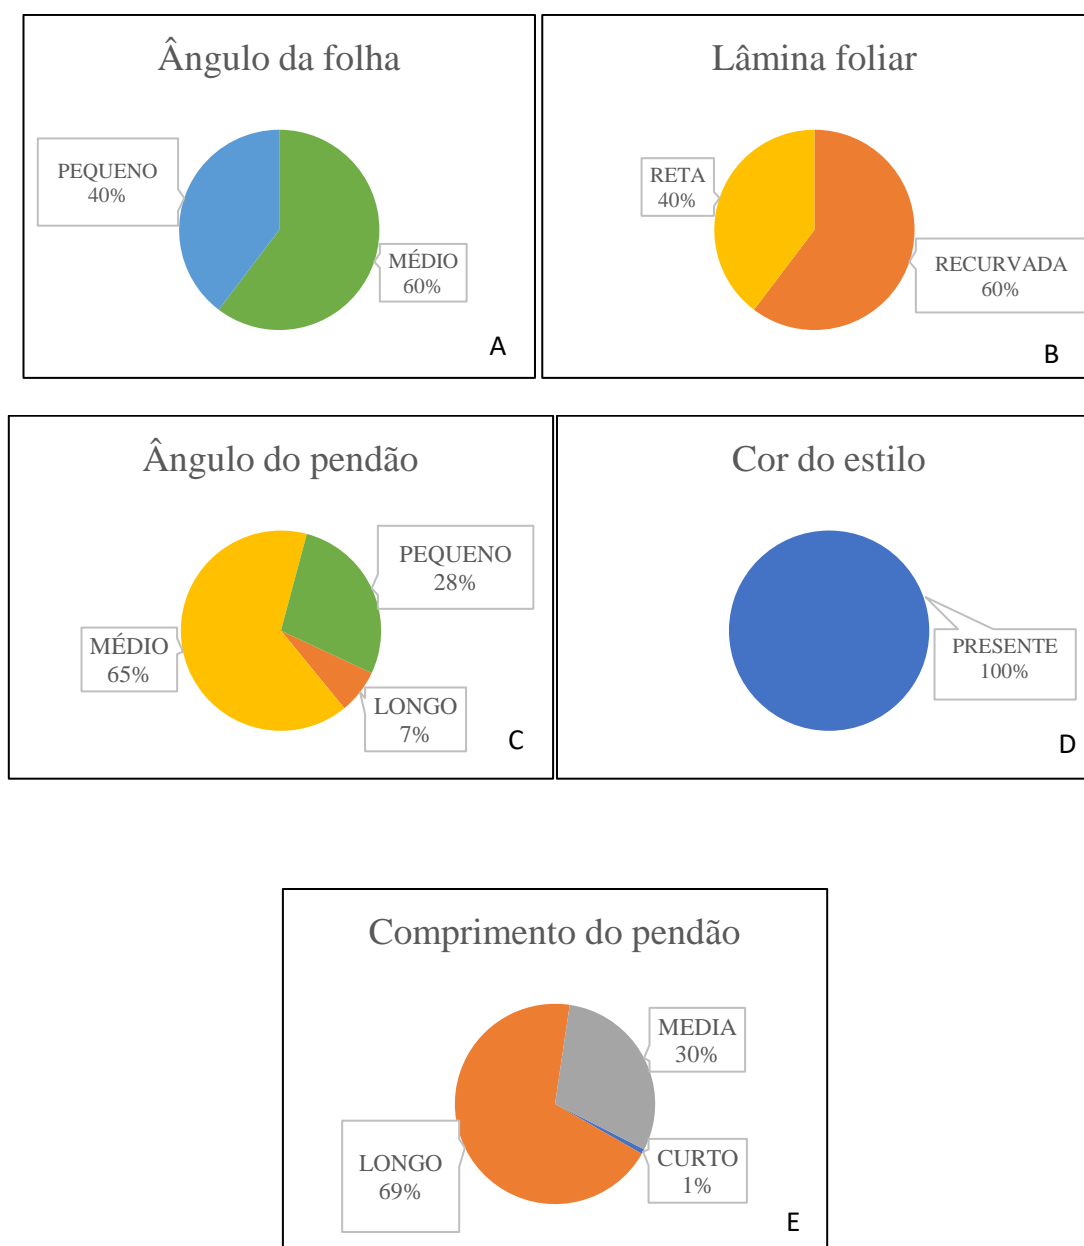 Ângulo da folha
PEQUENO
40%
MÉDIO
60%
A
Lâmina foliar
RETA
40%
RECURVADA
60%
B
Ângulo do pendão
PEQUENO
28%
MÉDIO
65%
LONGO
7%
C
Cor do estilo
PRESENTE
100%
D
Comprimento do pendão
MEDIA
30%
LONGO
69%
CURTO
1%
E